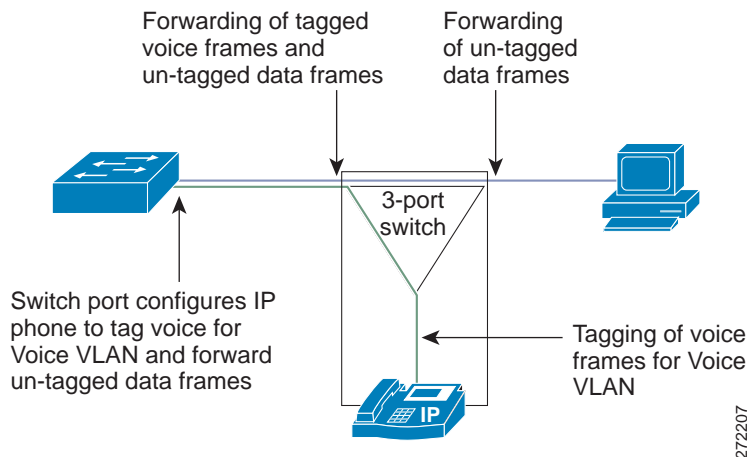 Forwarding of tagged
voice frames and
un-tagged data frames
Forwarding
of un-tagged
data frames
3-port
switch
Switch port configures IP
phone to tag voice for
Voice VLAN and forward
un-tagged data frames
Tagging of voice
frames for Voice
VLAN
IP
272207